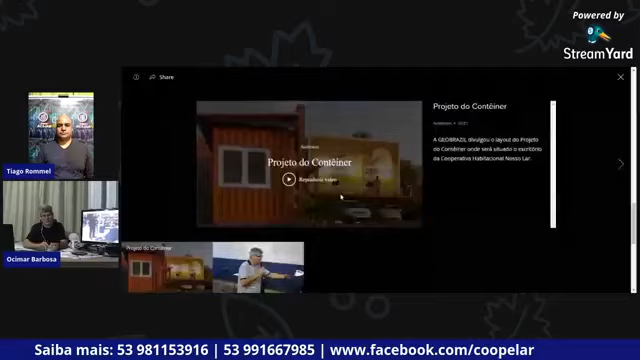 Powered by
StreamYard
Share
Projeto do Contêiner
A GEOBRAZIL divulgou o layout do Projeto
do Contêiner onde será situado o escritório
da Cooperativa Habitacional Nosso Lar.
Projeto do Contêiner
Reproduzir vídeo
Tiago Rommel
Ocimar Barbosa
Projeto do Contêiner
Saiba mais: 53 981153916 | 53 991667985 | www.facebook.com/coopelar